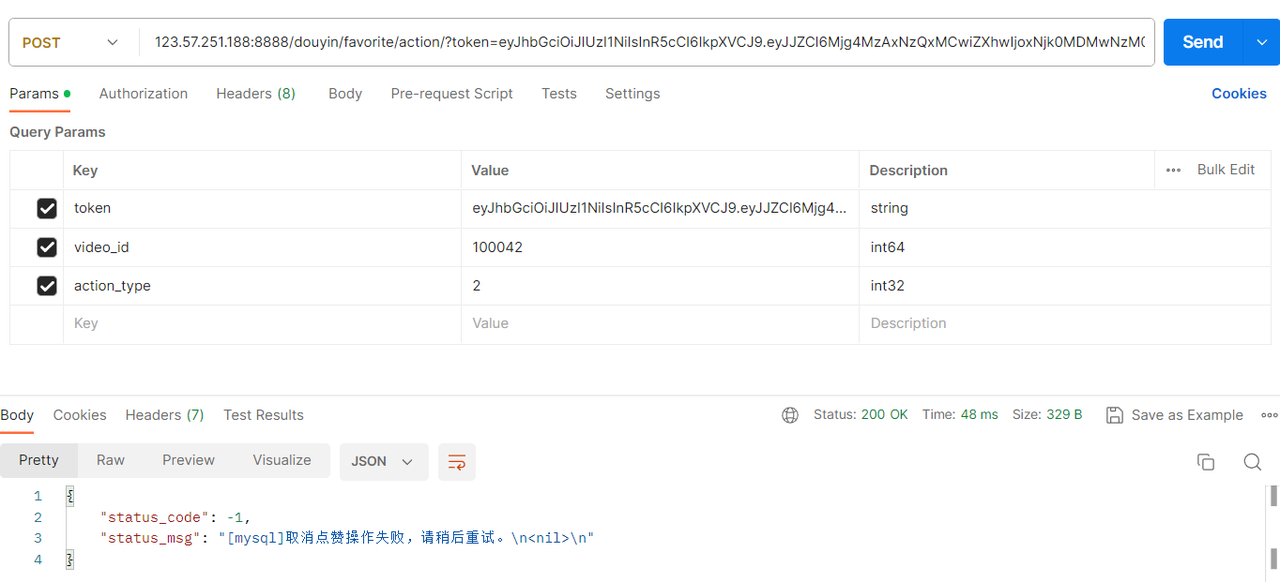 POST 123.57.251.188:8888/douyin/favorite/action/?token=eyJhbGciOiJIUzI1NiIsInR5cCI6IkpXVCJ9.eyJJZCI6Mjg4MzAxNzQxMCwiZXhwIjoxNjk0MDMwNzM0 Send
Params Authorization Headers (8) Body Pre-request Script Tests Settings Cookies
Query Params
Key Value Description ••• Bulk Edit
token eyJhbGciOiJIUzI1NiIsInR5cCI6IkpXVCJ9.eyJJZCI6Mjg4... string
video_id 100042 int64
action_type 2 int32
Key Value Description
Body Cookies Headers (7) Test Results Status: 200 OK Time: 48 ms Size: 329 B Save as Example
Pretty Raw Preview Visualize JSON
1 {
2 "status_code": -1,
3 "status_msg": "[mysql]取消点赞操作失败，请稍后重试。\n<nil>\n"
4 }